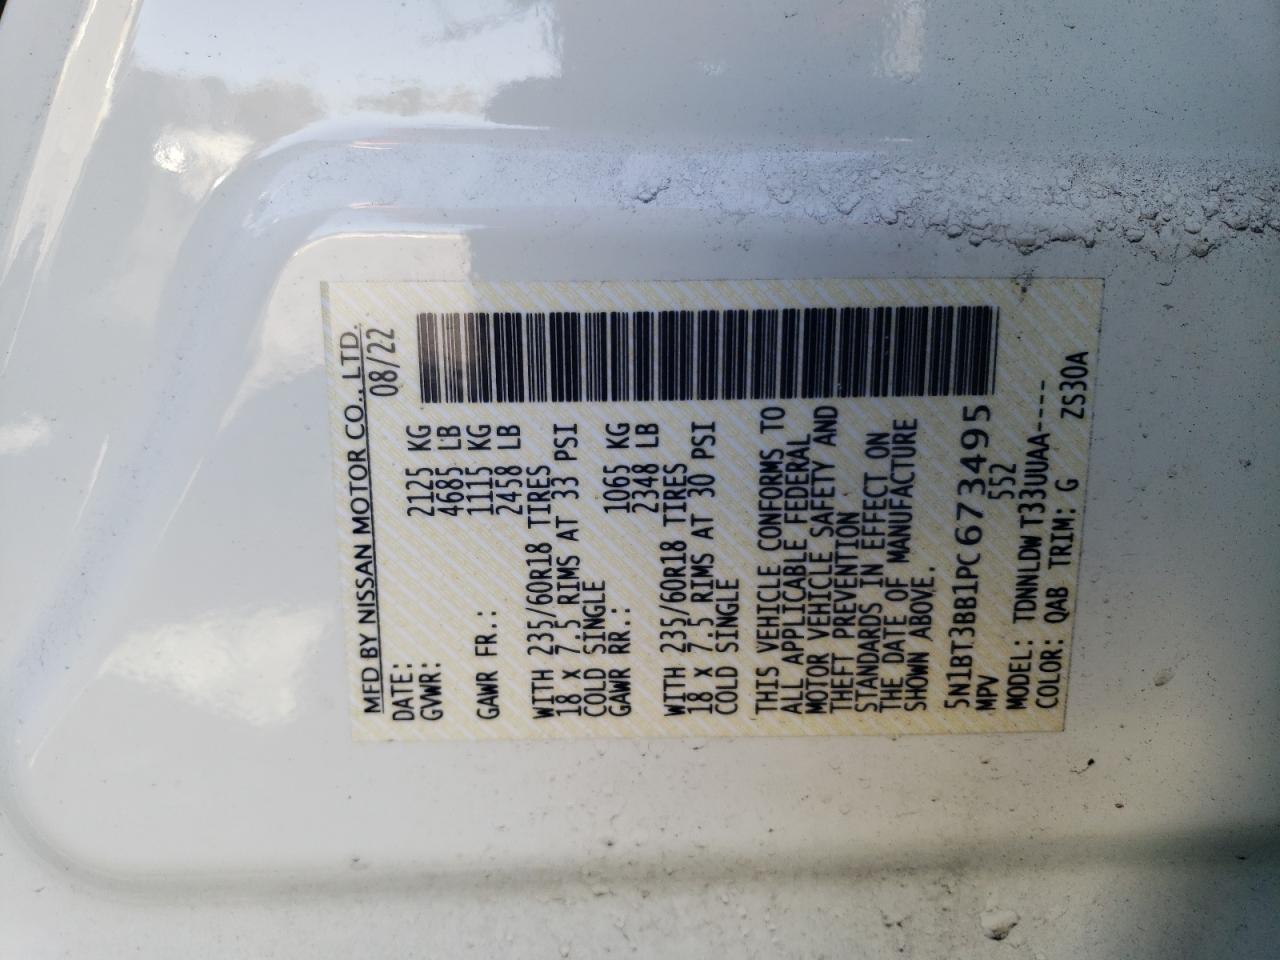 MFD BY NISSAN MOTOR CO., LTD.
DATE: 08/22
GVWR: 2125 KG
4685 LB
GAWR FR.: 1115 KG
2458 LB
WITH 235/60R18 TIRES
18 X 7.5 RIMS AT 33 PSI
COLD SINGLE
GAWR RR.: 1065 KG
2348 LB
WITH 235/60R18 TIRES
18 X 7.5 RIMS AT 30 PSI
COLD SINGLE
THIS VEHICLE CONFORMS TO
ALL APPLICABLE FEDERAL
MOTOR VEHICLE SAFETY AND
THEFT PREVENTION
STANDARDS IN EFFECT ON
THE DATE OF MANUFACTURE
SHOWN ABOVE.
5N1BT3BB1PC673495
MPV 552
MODEL: TDNNLDW T33UUAA----
COLOR: QAB TRIM: G ZS30A